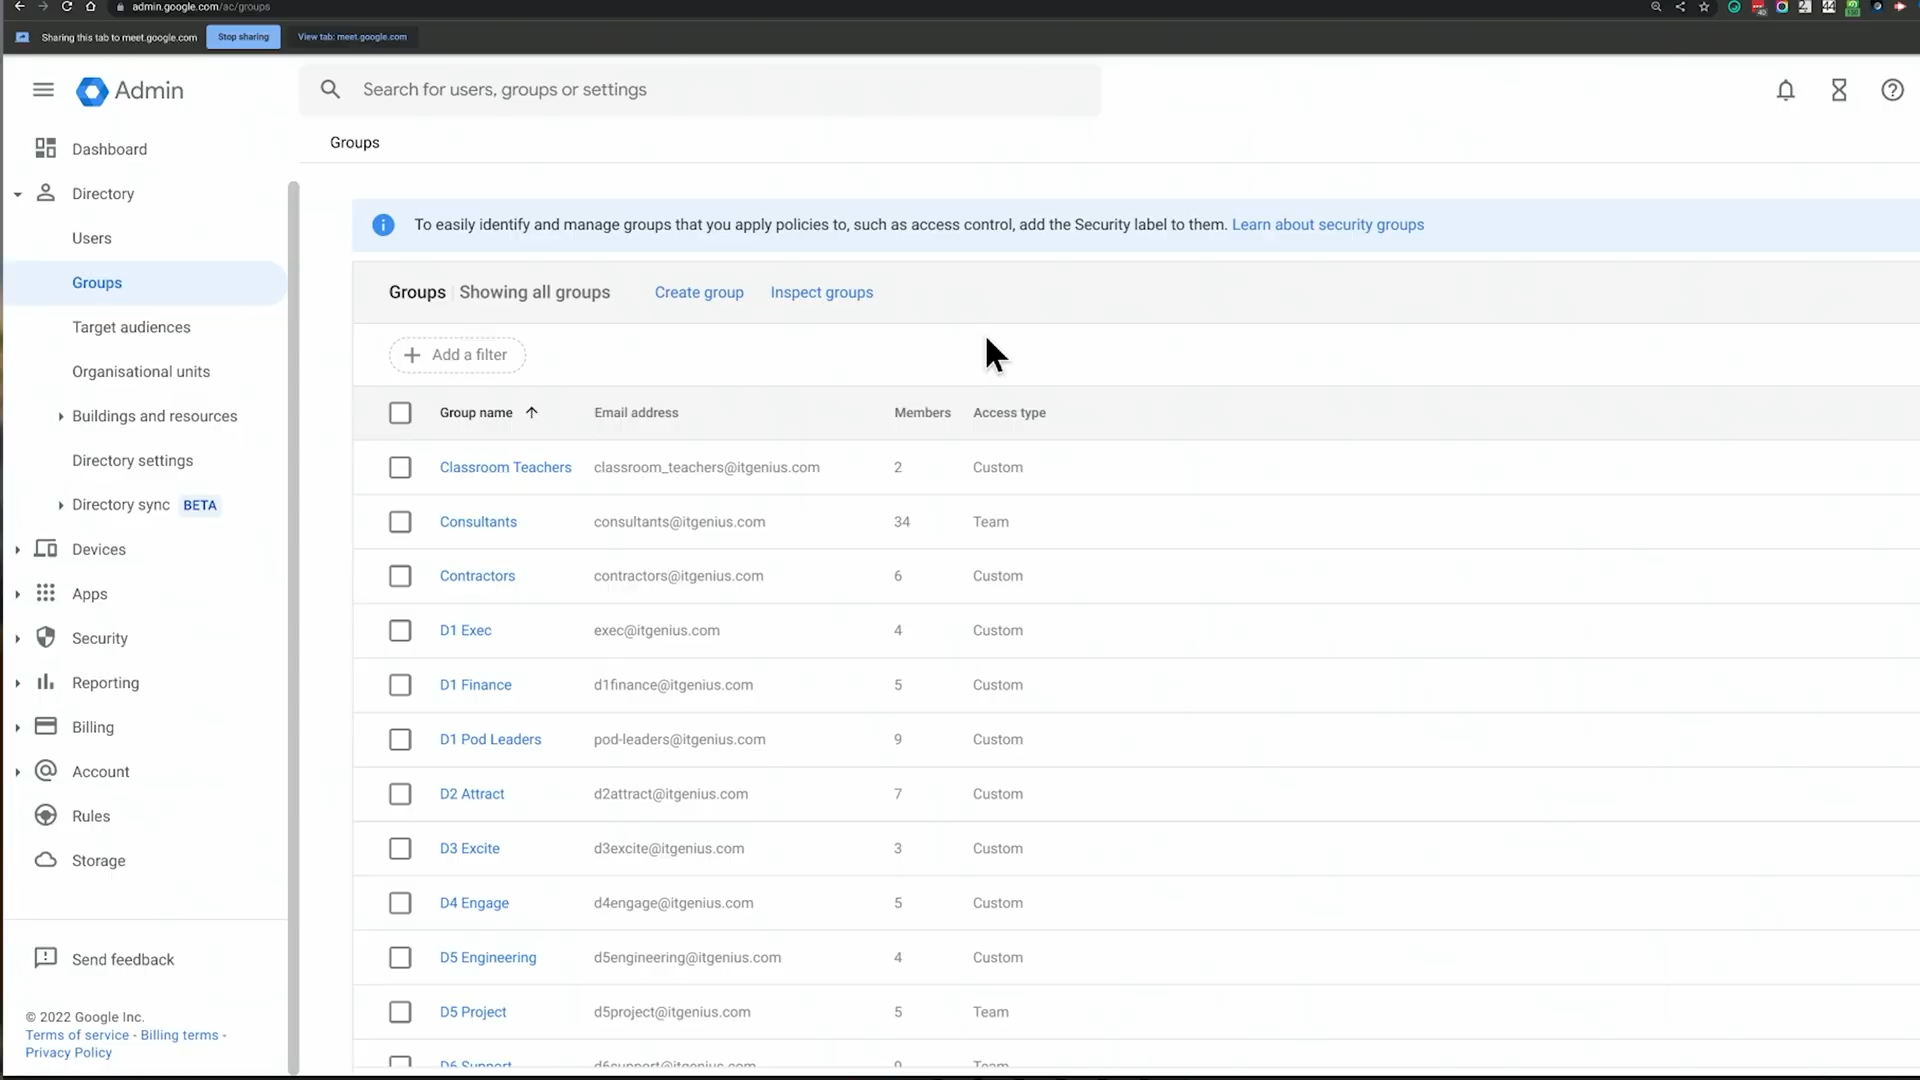 admin.google.com/ac/groups
Sharing this tab to meet.google.com
Stop sharing
View tab: meet.google.com
Admin
Search for users, groups or settings
Groups
Dashboard
Directory
Users
Groups
Target audiences
Organisational units
Buildings and resources
Directory settings
Directory sync BETA
Devices
Apps
Security
Reporting
Billing
Account
Rules
Storage
Send feedback
© 2022 Google Inc.
Terms of service - Billing terms -
Privacy Policy
To easily identify and manage groups that you apply policies to, such as access control, add the Security label to them. Learn about security groups
Groups | Showing all groups Create group Inspect groups
Add a filter
Group name Email address Members Access type
Classroom Teachers classroom_teachers@itgenius.com 2 Custom
Consultants consultants@itgenius.com 34 Team
Contractors contractors@itgenius.com 6 Custom
D1 Exec exec@itgenius.com 4 Custom
D1 Finance d1finance@itgenius.com 5 Custom
D1 Pod Leaders pod-leaders@itgenius.com 9 Custom
D2 Attract d2attract@itgenius.com 7 Custom
D3 Excite d3excite@itgenius.com 3 Custom
D4 Engage d4engage@itgenius.com 5 Custom
D5 Engineering d5engineering@itgenius.com 4 Custom
D5 Project d5project@itgenius.com 5 Team
D6 Support d6support@itgenius.com 9 Team